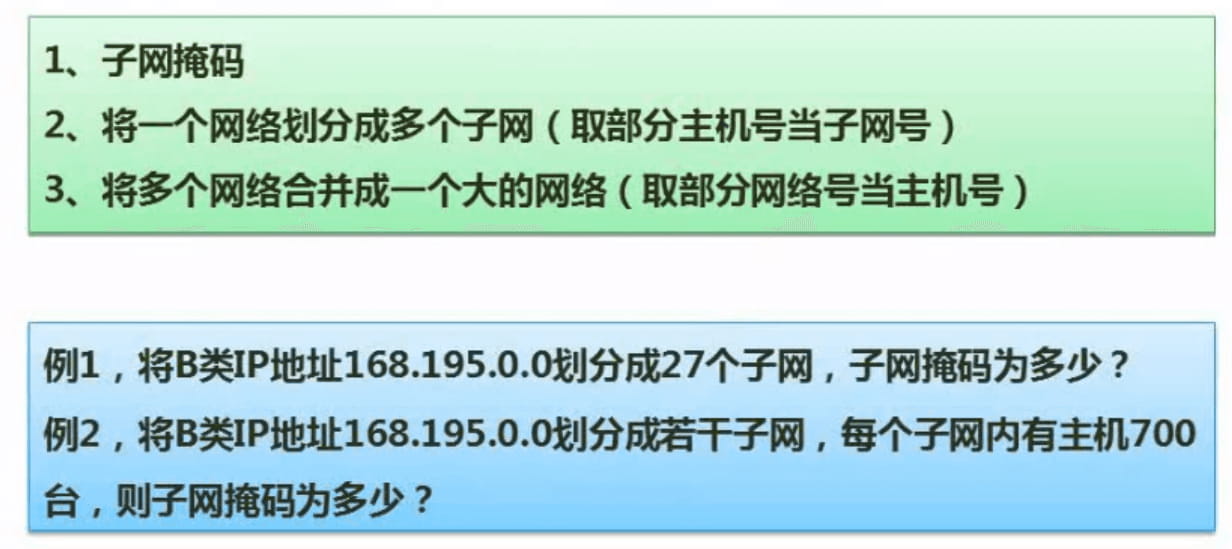 1、子网掩码
2、将一个网络划分成多个子网（取部分主机号当子网号）
3、将多个网络合并成一个大的网络（取部分网络号当主机号）
例1，将B类IP地址168.195.0.0划分成27个子网，子网掩码为多少？
例2，将B类IP地址168.195.0.0划分成若干子网，每个子网内有主机700
台，则子网掩码为多少？